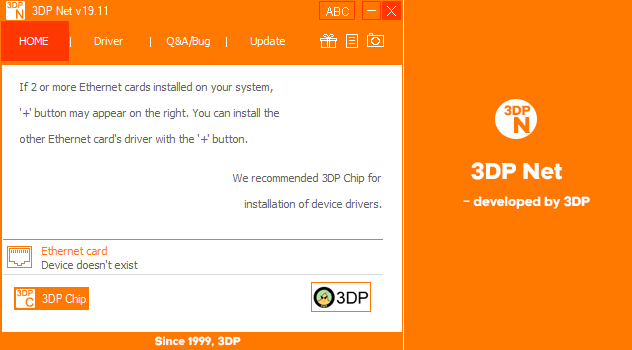 3DP N 3DP Net v19.11 ABC
HOME | Driver | Q&A/Bug | Update
If 2 or more Ethernet cards installed on your system,
'+' button may appear on the right. You can install the
other Ethernet card's driver with the '+' button.
We recommended 3DP Chip for
installation of device drivers.
Ethernet card
Device doesn't exist
3DP C 3DP Chip
3DP
Since 1999, 3DP
3DP
N
3DP Net
- developed by 3DP